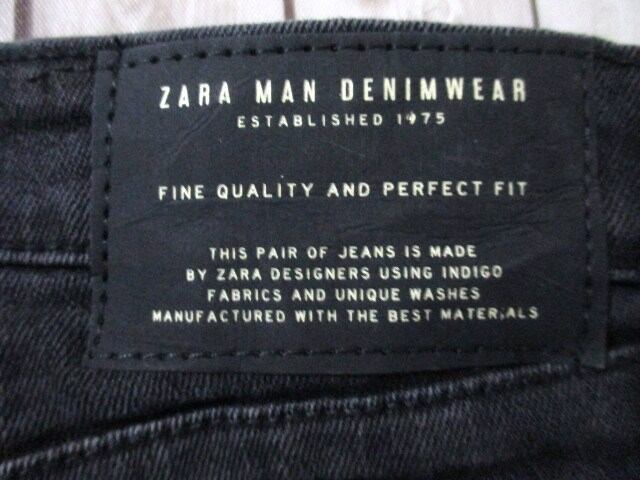 ZARA MAN DENIMWEAR
ESTABLISHED 1975
FINE QUALITY AND PERFECT FIT
THIS PAIR OF JEANS IS MADE
BY ZARA DESIGNERS USING INDIGO
FABRICS AND UNIQUE WASHES
MANUFACTURED WITH THE BEST MATERIALS